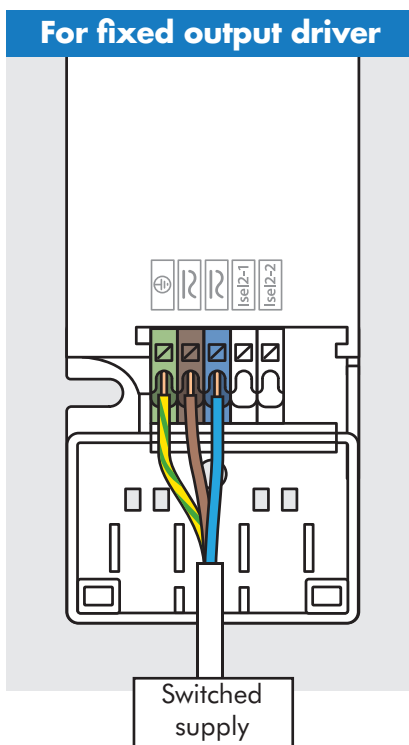 For fixed output driver
Isel2-1
Isel2-2
Switched
supply